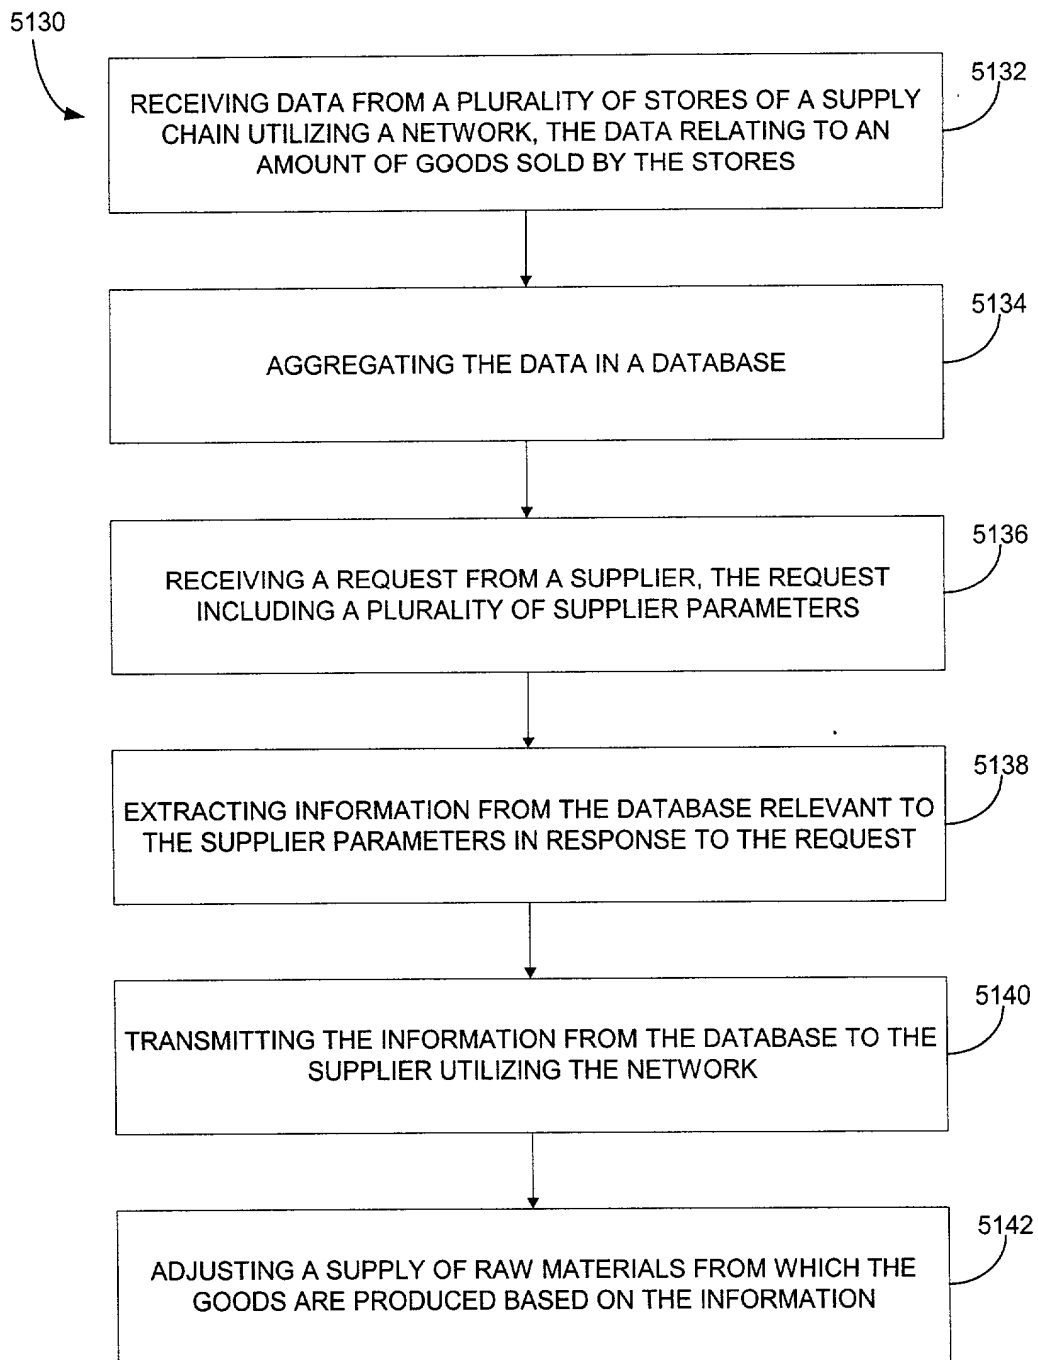 5130
5132
RECEIVING DATA FROM A PLURALITY OF STORES OF A SUPPLY
CHAIN UTILIZING A NETWORK, THE DATA RELATING TO AN
AMOUNT OF GOODS SOLD BY THE STORES
5134
AGGREGATING THE DATA IN A DATABASE
5136
RECEIVING A REQUEST FROM A SUPPLIER, THE REQUEST
INCLUDING A PLURALITY OF SUPPLIER PARAMETERS
5138
EXTRACTING INFORMATION FROM THE DATABASE RELEVANT TO
THE SUPPLIER PARAMETERS IN RESPONSE TO THE REQUEST
5140
TRANSMITTING THE INFORMATION FROM THE DATABASE TO THE
SUPPLIER UTILIZING THE NETWORK
5142
ADJUSTING A SUPPLY OF RAW MATERIALS FROM WHICH THE
GOODS ARE PRODUCED BASED ON THE INFORMATION